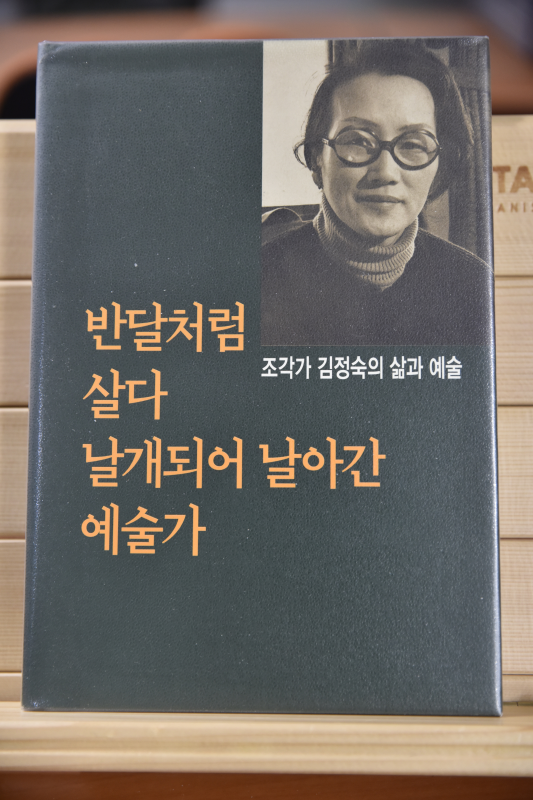 반달처럼
살다
날개되어 날아간
예술가
조각가 김정숙의 삶과 예술